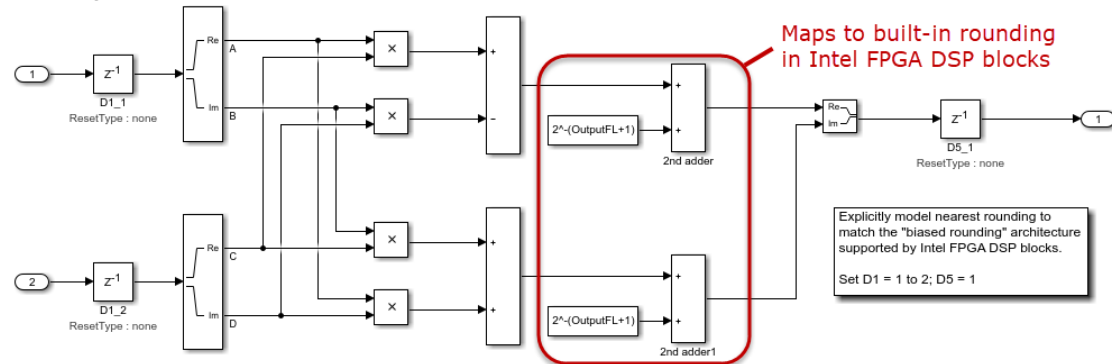 Maps to built-in rounding
in Intel FPGA DSP blocks
1
z-1
D1_1
ResetType : none
Re
Im
A
B
×
×
+
−
2^-(OutputFL+1)
+
+
2nd adder
Re
Im
z-1
D5_1
ResetType : none
1
2
z-1
D1_2
ResetType : none
Re
Im
C
D
×
×
+
+
2^-(OutputFL+1)
+
+
2nd adder1
Explicitly model nearest rounding to
match the "biased rounding" architecture
supported by Intel FPGA DSP blocks.
Set D1 = 1 to 2; D5 = 1